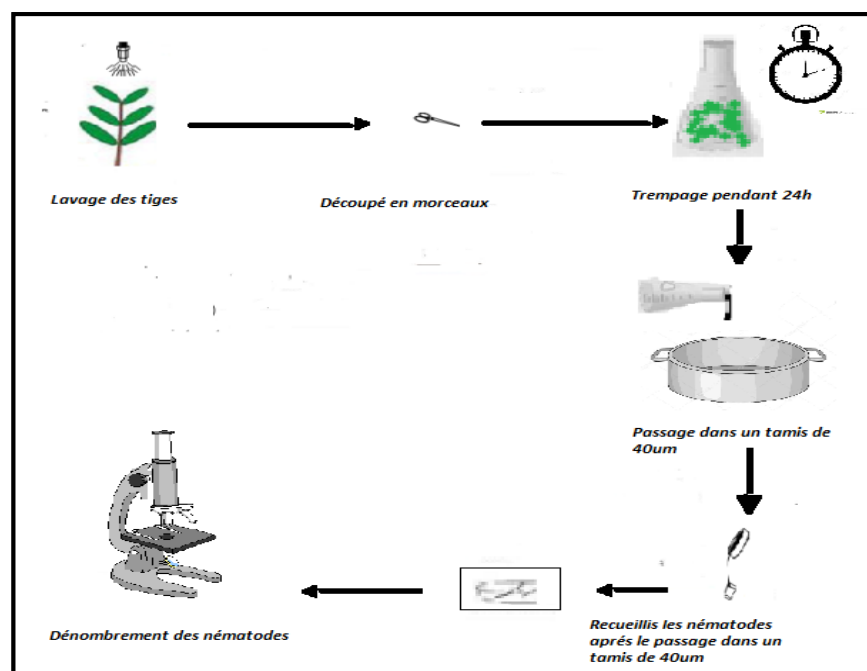 Lavage des tiges
Découpé en morceaux
Trempage pendant 24h
Passage dans un tamis de
40um
Recueillis les nématodes
aprés le passage dans un
tamis de 40um
Dénombrement des nématodes